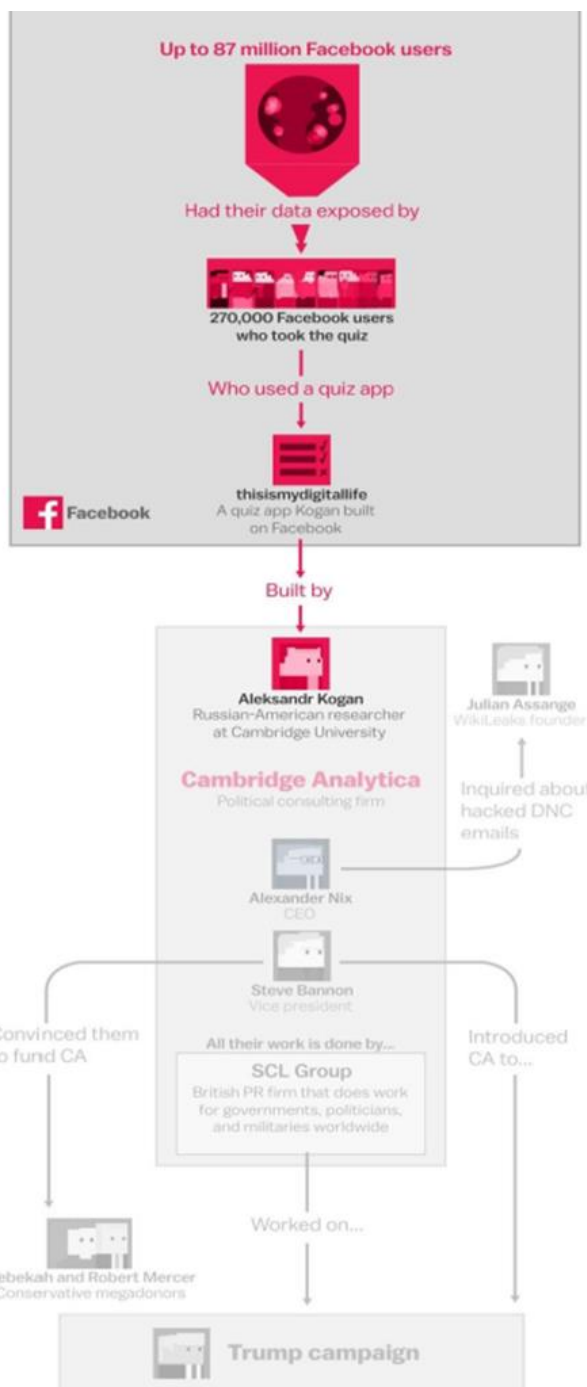 Up to 87 million Facebook users
Had their data exposed by
270,000 Facebook users
who took the quiz
Who used a quiz app
thisismydigitallife
A quiz app Kogan built
on Facebook
Facebook
Built by
Aleksandr Kogan
Russian-American researcher
at Cambridge University
Julian Assange
WikiLeaks founder
Cambridge Analytica
Political consulting firm
Inquired about
hacked DNC
emails
Alexander Nix
CEO
Steve Bannon
Vice president
onvinced them
o fund CA
Introduced
CA to...
All their work is done by...
SCL Group
British PR firm that does work
for governments, politicians,
and militaries worldwide
Worked on...
ebekah and Robert Mercer
Conservative megadonors
Trump campaign